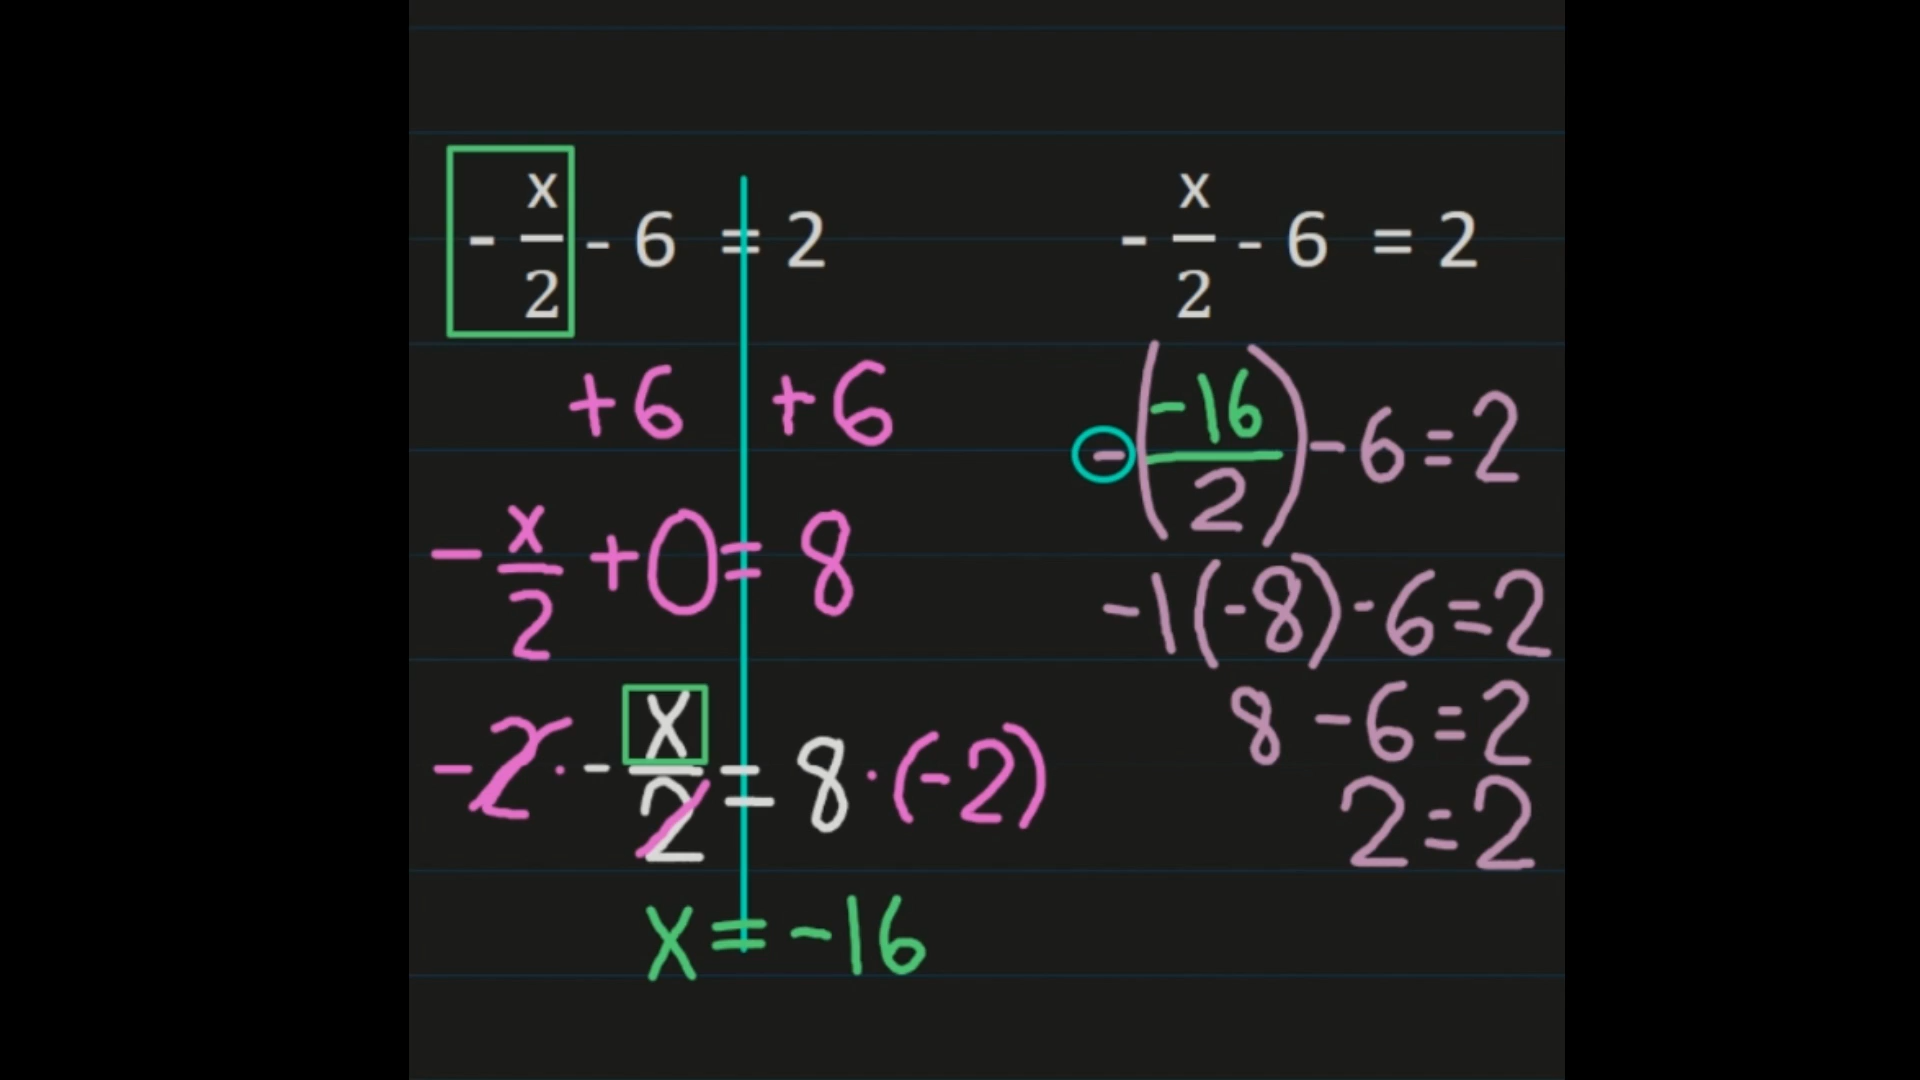 -x/2 - 6 = 2
+6 +6
-x/2 +0 = 8
-2 · -x/2 = 8 · (-2)
x = -16
-x/2 - 6 = 2
-(-16/2) - 6 = 2
-1(-8) - 6 = 2
8 - 6 = 2
2 = 2